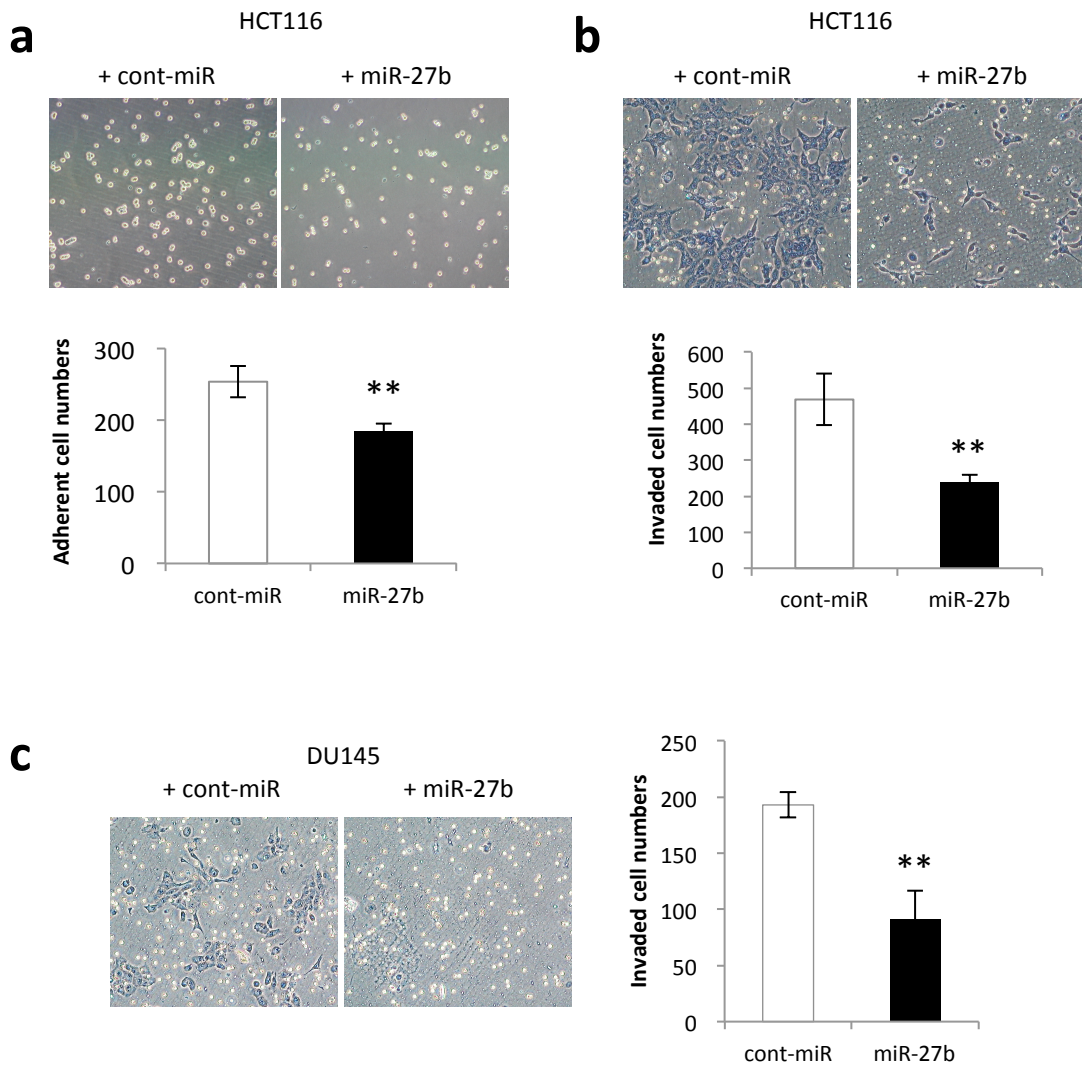 a
HCT116
+ cont-miR
+ miR-27b
300
200
100
0
Adherent cell numbers
**
cont-miR
miR-27b
b
HCT116
+ cont-miR
+ miR-27b
600
500
400
300
200
100
0
Invaded cell numbers
**
cont-miR
miR-27b
c
DU145
+ cont-miR
+ miR-27b
250
200
150
100
50
0
Invaded cell numbers
**
cont-miR
miR-27b